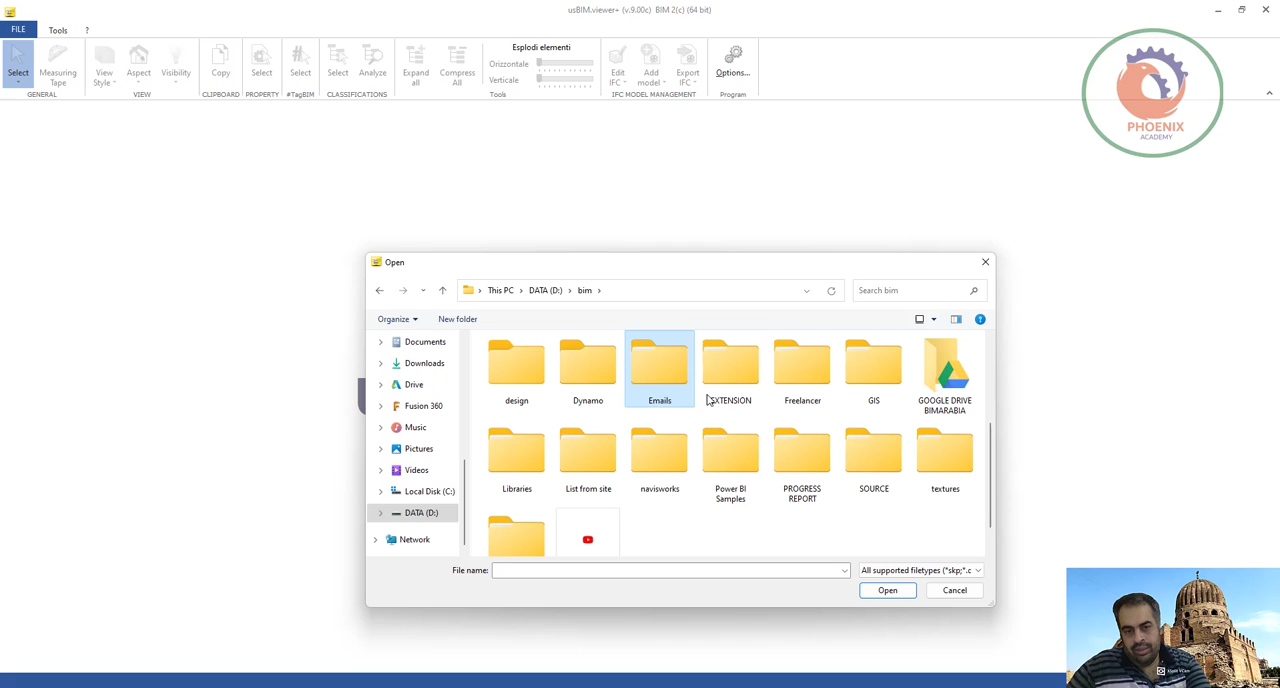 usBIM.viewer+ (v.9.00c) BIM 2(c) (64 bit)
FILE Tools ?
Select
Measuring Tape
View Style
Aspect
Visibility
Copy
Select
Select
Select
Analyze
Expand all
Compress All
Esplodi elementi
Orizzontale
Verticale
Edit IFC
Add model
Export IFC
Options...
GENERAL
VIEW
CLIPBOARD
PROPERTY
#TagBIM
CLASSIFICATIONS
Tools
IFC MODEL MANAGEMENT
Program
PHOENIX
ACADEMY
Open
This PC > DATA (D:) > bim >
Search bim
Organize
New folder
Documents
Downloads
Drive
Fusion 360
Music
Pictures
Videos
Local Disk (C:)
DATA (D:)
Network
design
Dynamo
Emails
EXTENSION
Freelancer
GIS
GOOGLE DRIVE
BIMARABIA
Libraries
List from site
navisworks
Power BI
Samples
PROGRESS
REPORT
SOURCE
textures
File name:
All supported filetypes (*skp;*.c
Open
Cancel